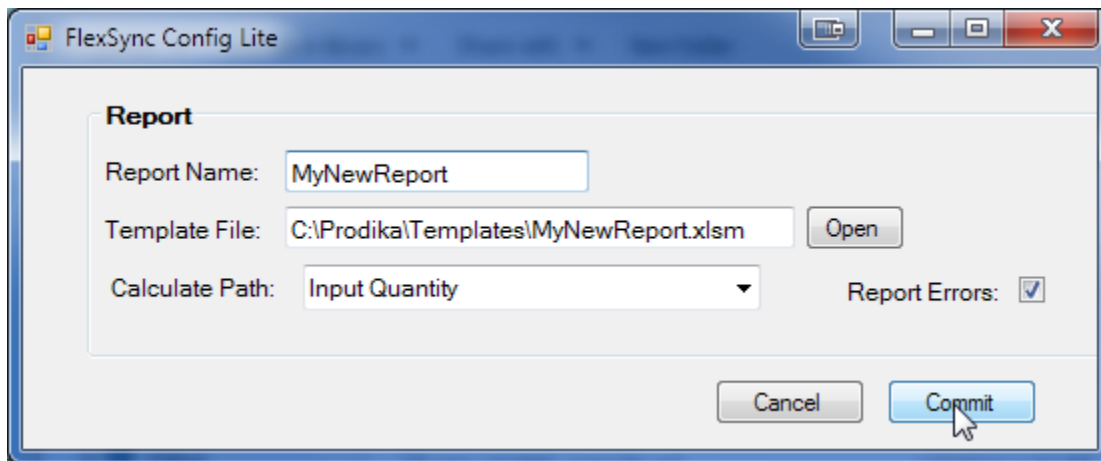 FlexSync Config Lite
Report
Report Name: MyNewReport
Template File: C:\Prodika\Templates\MyNewReport.xlsm Open
Calculate Path: Input Quantity Report Errors:
Cancel Commit